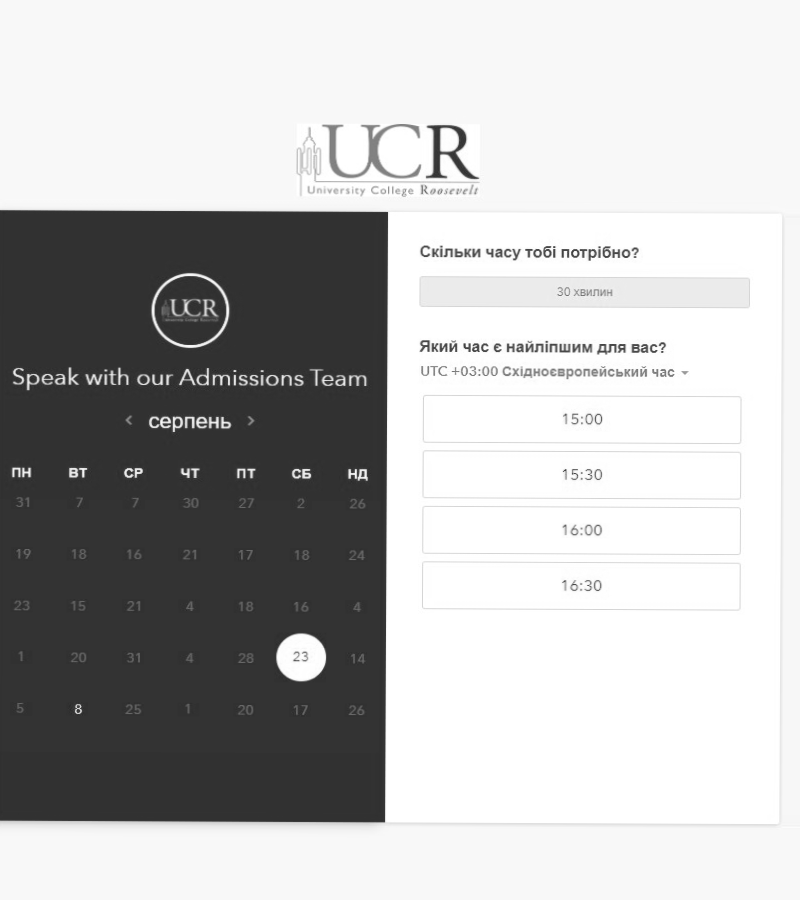 UCR
University College Roosevelt
UCR
Speak with our Admissions Team
< серпень >
ПН ВТ СР ЧТ ПТ СБ НД
31 7 7 30 27 2 26
19 18 16 21 17 18 24
23 15 21 4 18 16 4
1 20 31 4 28 23 14
5 8 25 1 20 17 26
Скільки часу тобі потрібно?
30 хвилин
Який час є найліпшим для вас?
UTC +03:00 Східноєвропейський час
15:00
15:30
16:00
16:30